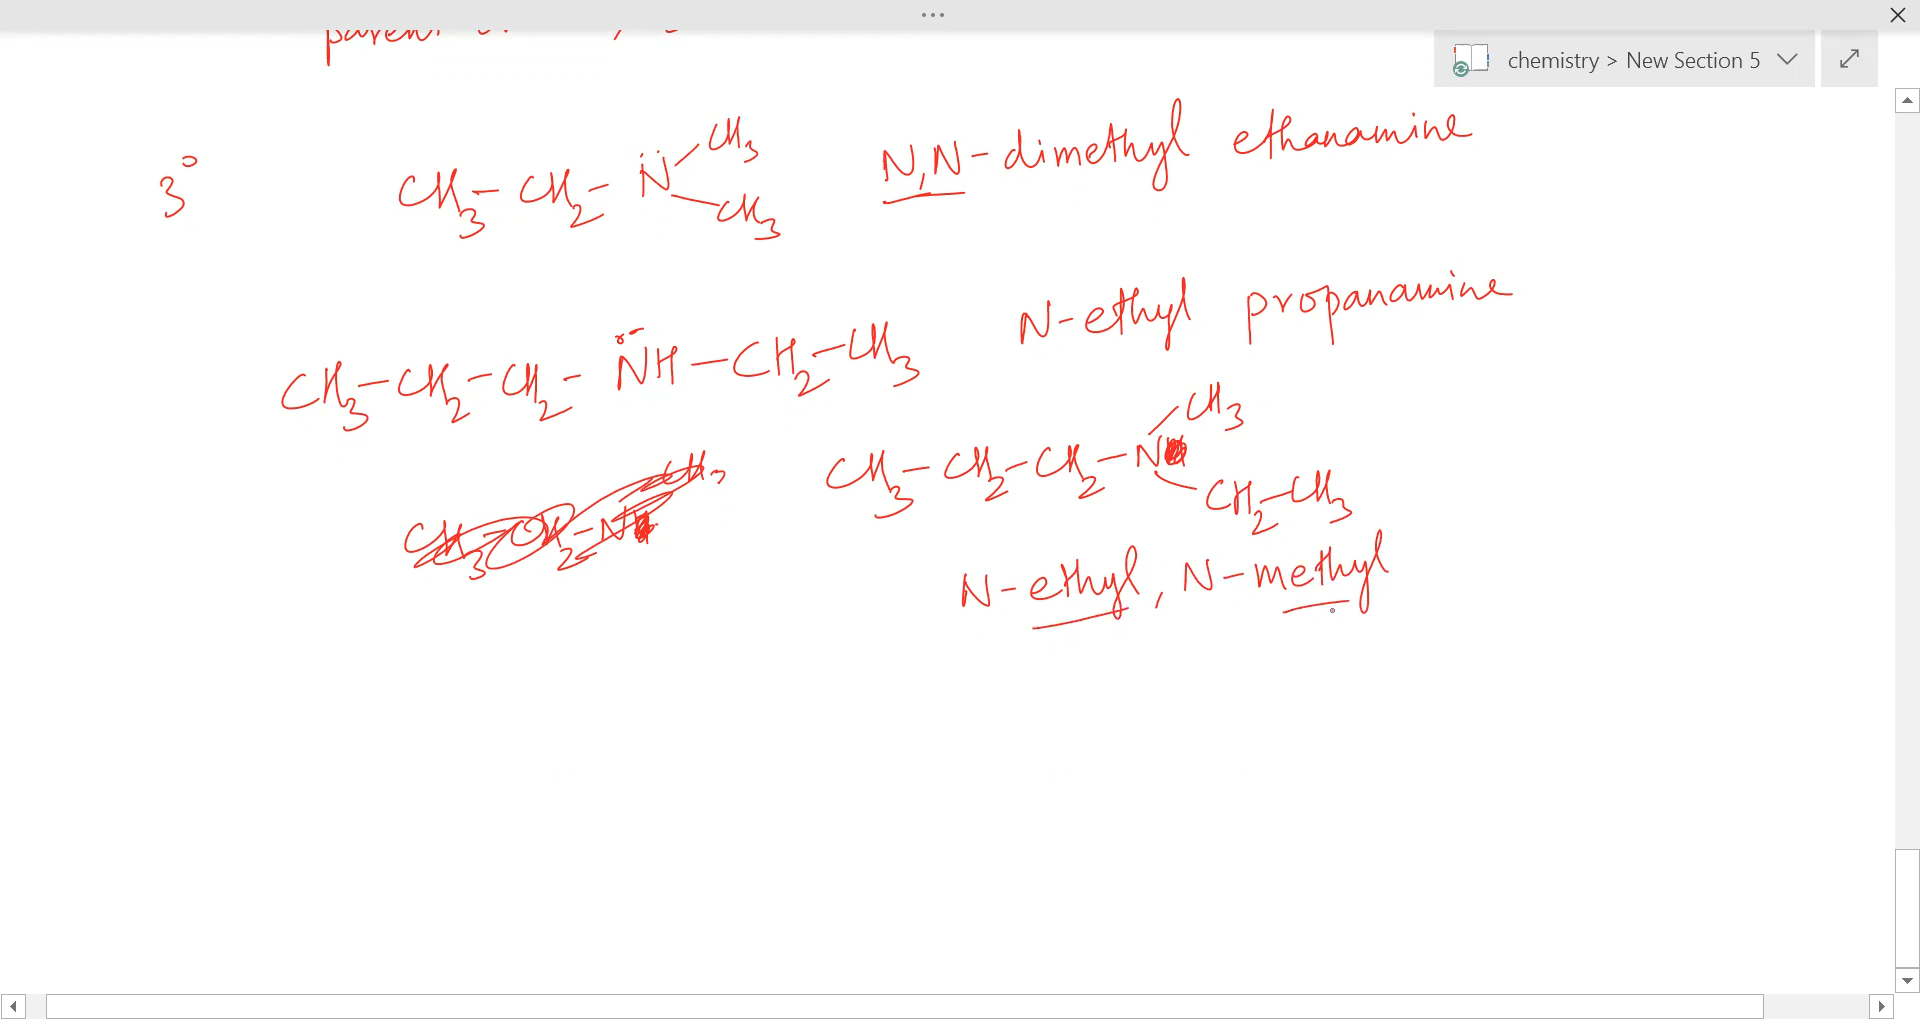 chemistry > New Section 5
3° CH3-CH2-N̈-CH3 N,N-dimethyl ethanamine
CH3
N-ethyl propanamine
CH3-CH2-CH2-N̈H-CH2-CH3
CH3
CH3-CH2-CH2-N
CH2-CH3
N-ethyl, N-methyl